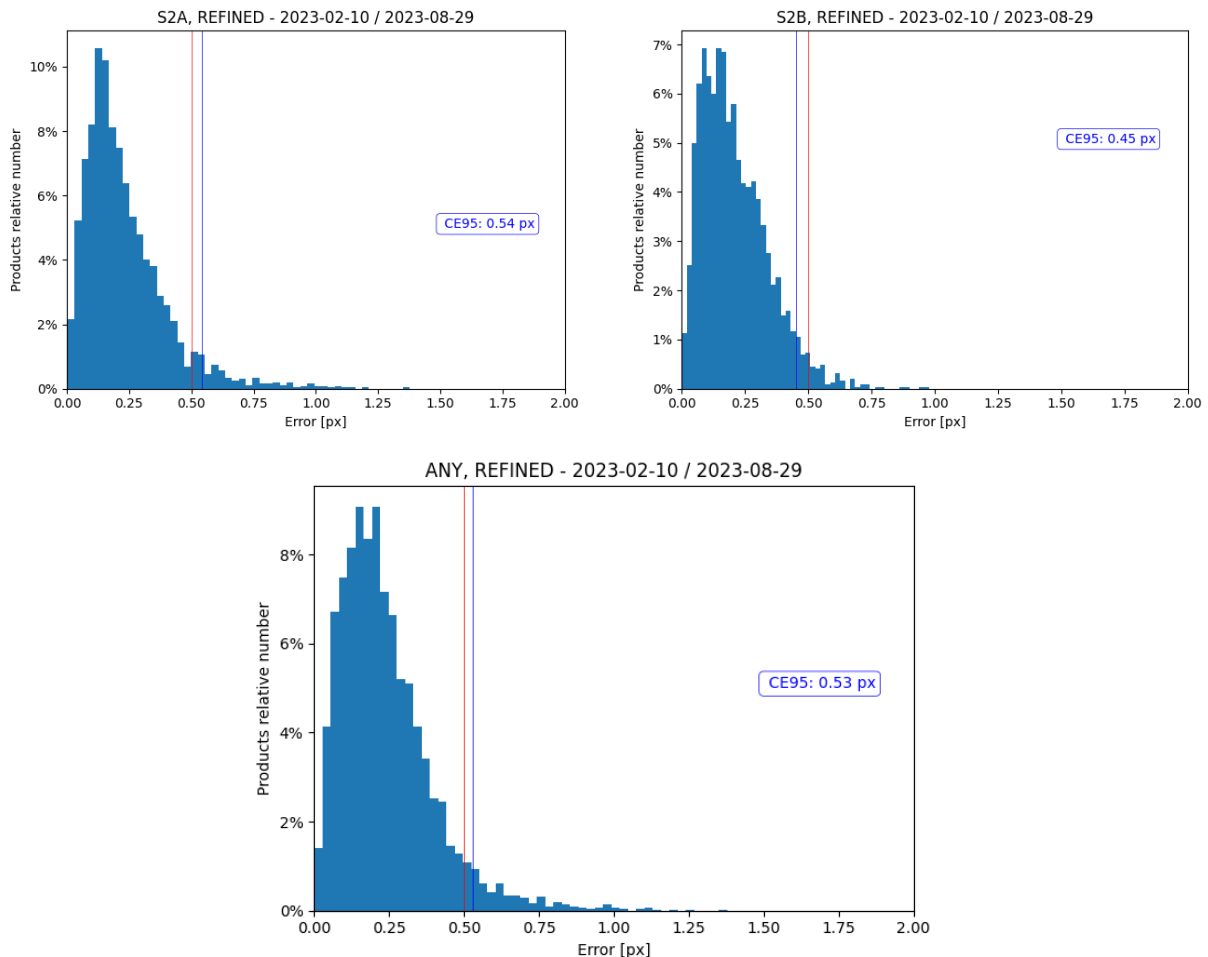 S2A, REFINED - 2023-02-10 / 2023-08-29
10%
8%
6%
4%
2%
0%
Products relative number
CE95: 0.54 px
0.00 0.25 0.50 0.75 1.00 1.25 1.50 1.75 2.00
Error [px]
S2B, REFINED - 2023-02-10 / 2023-08-29
7%
6%
5%
4%
3%
2%
1%
0%
Products relative number
CE95: 0.45 px
0.00 0.25 0.50 0.75 1.00 1.25 1.50 1.75 2.00
Error [px]
ANY, REFINED - 2023-02-10 / 2023-08-29
8%
6%
4%
2%
0%
Products relative number
CE95: 0.53 px
0.00 0.25 0.50 0.75 1.00 1.25 1.50 1.75 2.00
Error [px]